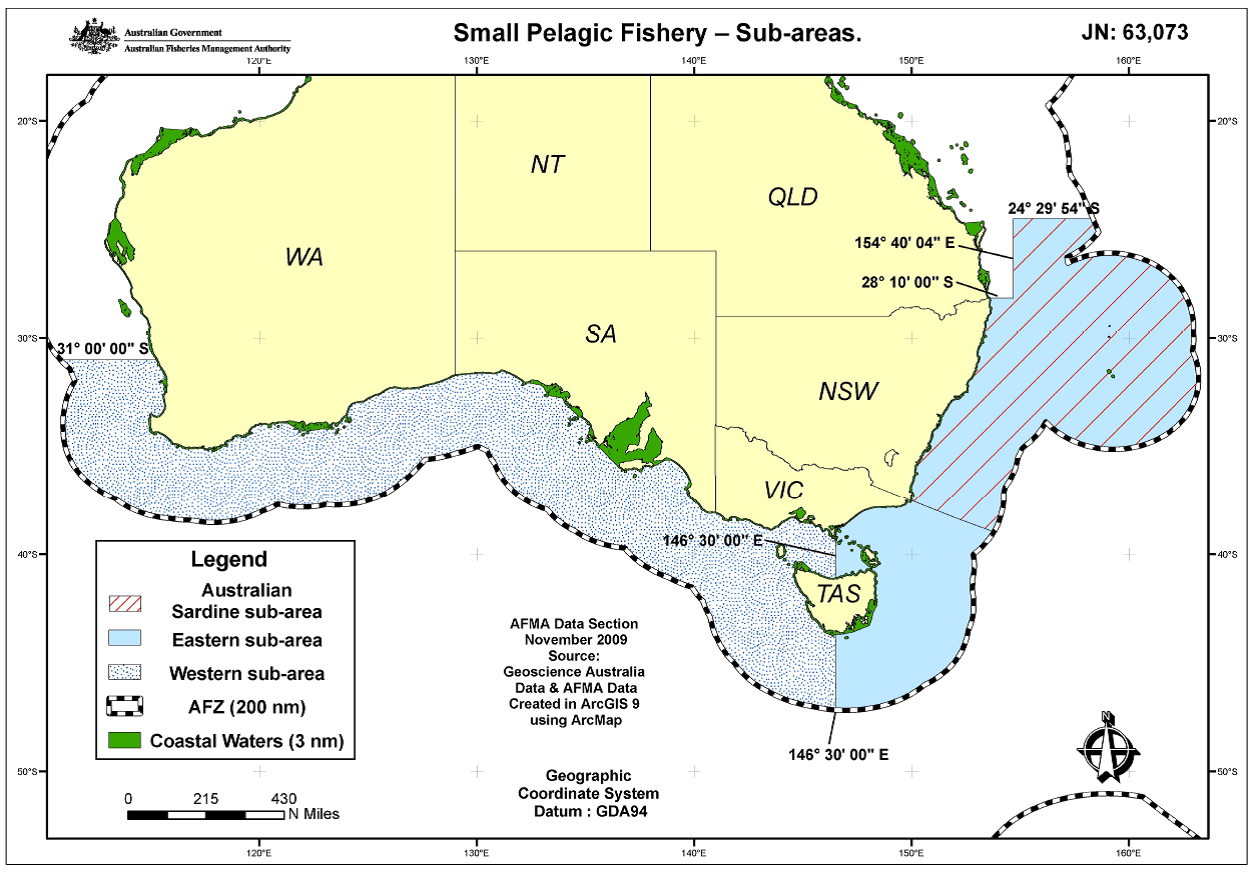 Australian Government
Australian Fisheries Management Authority
Small Pelagic Fishery – Sub-areas.
JN: 63,073
120°E
130°E
140°E
150°E
160°E
20°S
20°S
NT
QLD
WA
24° 29' 54" S
154° 40' 04" E
28° 10' 00" S
30°S
30°S
31° 00' 00" S
SA
NSW
VIC
146° 30' 00" E
40°S
40°S
TAS
Legend
Australian
Sardine sub-area
Eastern sub-area
Western sub-area
AFZ (200 nm)
Coastal Waters (3 nm)
AFMA Data Section
November 2009
Source:
Geoscience Australia
Data & AFMA Data
Created in ArcGIS 9
using ArcMap
146° 30' 00" E
N
50°S
50°S
Geographic
Coordinate System
Datum : GDA94
0 215 430
N Miles
120°E
130°E
140°E
150°E
160°E